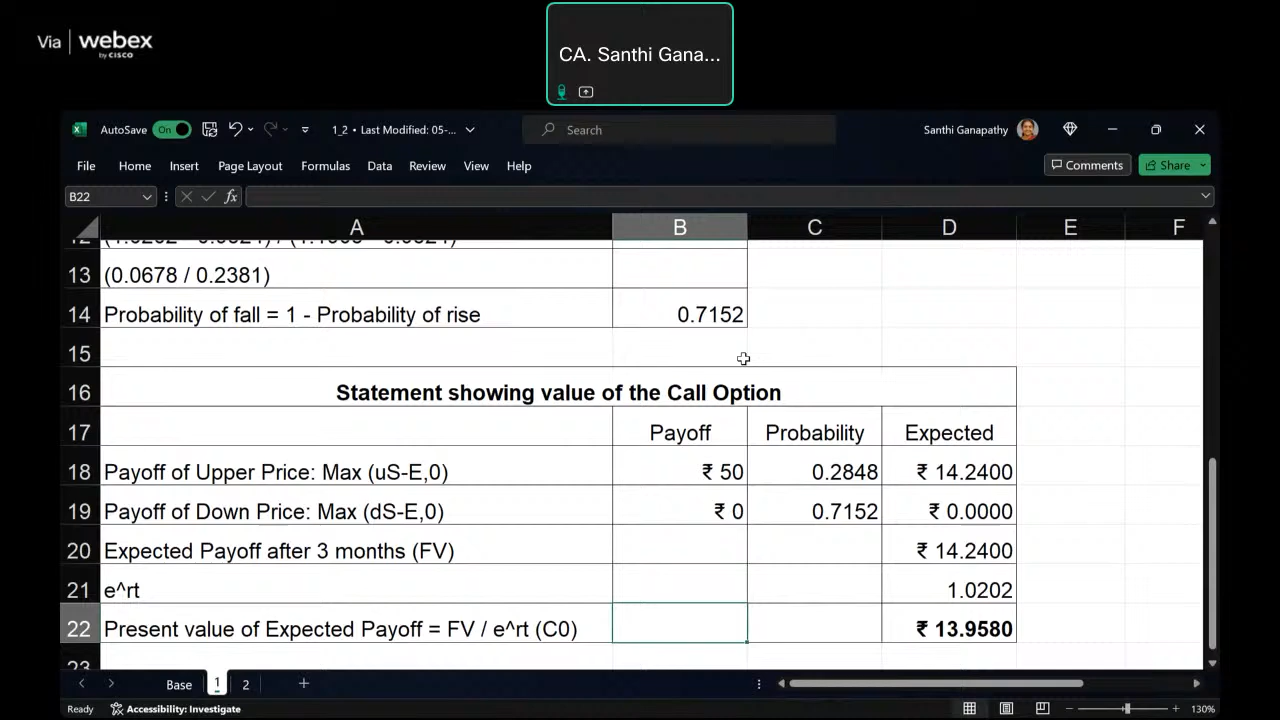 Via | webex
by CISCO
CA. Santhi Gana...
AutoSave On 1_2 • Last Modified: 05-... Search Santhi Ganapathy
File Home Insert Page Layout Formulas Data Review View Help Comments Share
B22 fx
A B C D E F
12
13 (0.0678 / 0.2381)
14 Probability of fall = 1 - Probability of rise 0.7152
15
16 Statement showing value of the Call Option
17 Payoff Probability Expected
18 Payoff of Upper Price: Max (uS-E,0) ₹ 50 0.2848 ₹ 14.2400
19 Payoff of Down Price: Max (dS-E,0) ₹ 0 0.7152 ₹ 0.0000
20 Expected Payoff after 3 months (FV) ₹ 14.2400
21 e^rt 1.0202
22 Present value of Expected Payoff = FV / e^rt (C0) ₹ 13.9580
23
Base 1 2
Ready Accessibility: Investigate 130%